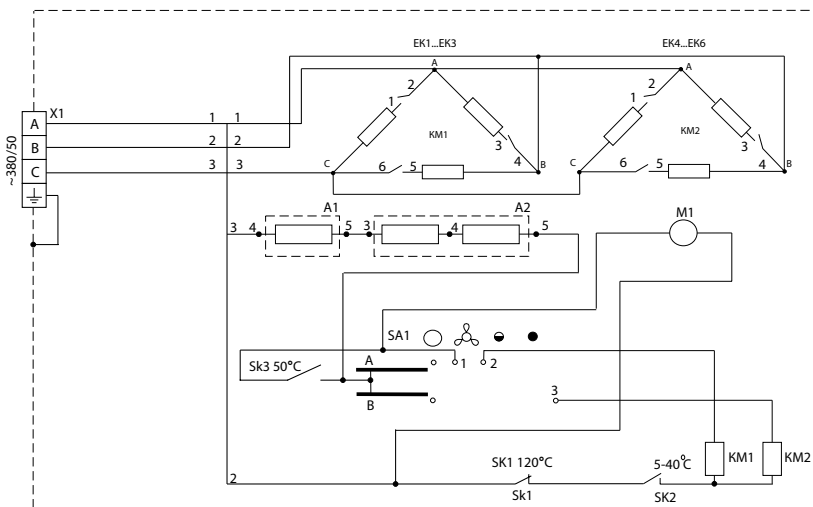 EK1...EK3 EK4...EK6
A A
X1 2 2
A 1 1 1 1
~380/50 B 2 2 KM1 3 KM2 3
C 3 3 C 6 5 4 B C 6 5 4 B
A1 A2 M1
3 4 5 3 4 5
SA1
Sk3 50°C A 1 2
B 3
SK1 120°C 5-40°C KM1 KM2
2 Sk1 SK2